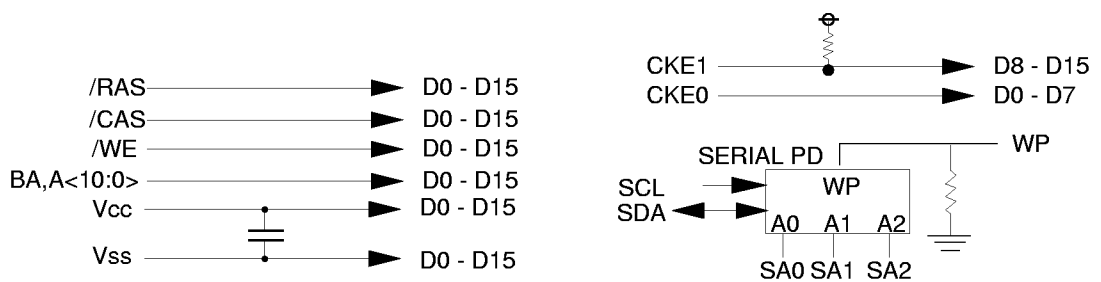 /RAS D0 - D15
/CAS D0 - D15
/WE D0 - D15
BA,A<10:0> D0 - D15
Vcc D0 - D15
Vss D0 - D15
CKE1 D8 - D15
CKE0 D0 - D7
WP
SERIAL PD
SCL WP
SDA
A0 A1 A2
SA0 SA1 SA2